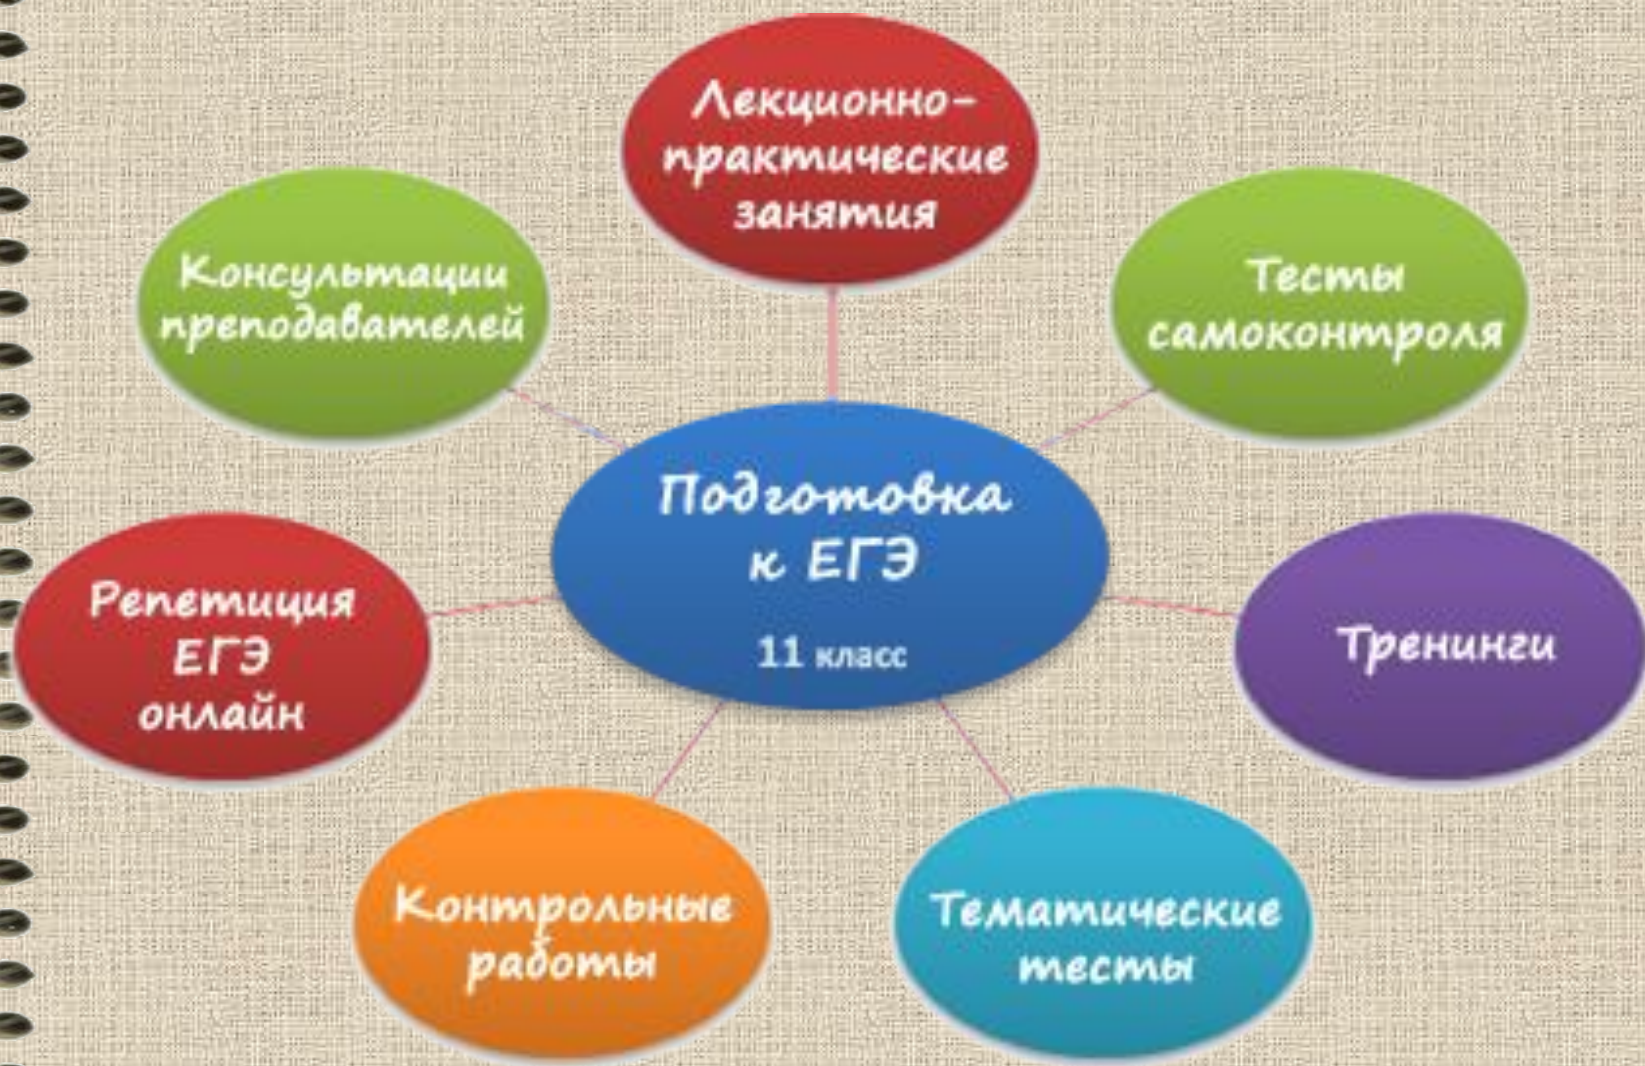 Лекционно-
практические
занятия
Консультации
преподавателей
Тесты
самоконтроля
Подготовка
к ЕГЭ
11 класс
Репетиция
ЕГЭ
онлайн
Тренинги
Контрольные
работы
Тематические
тесты